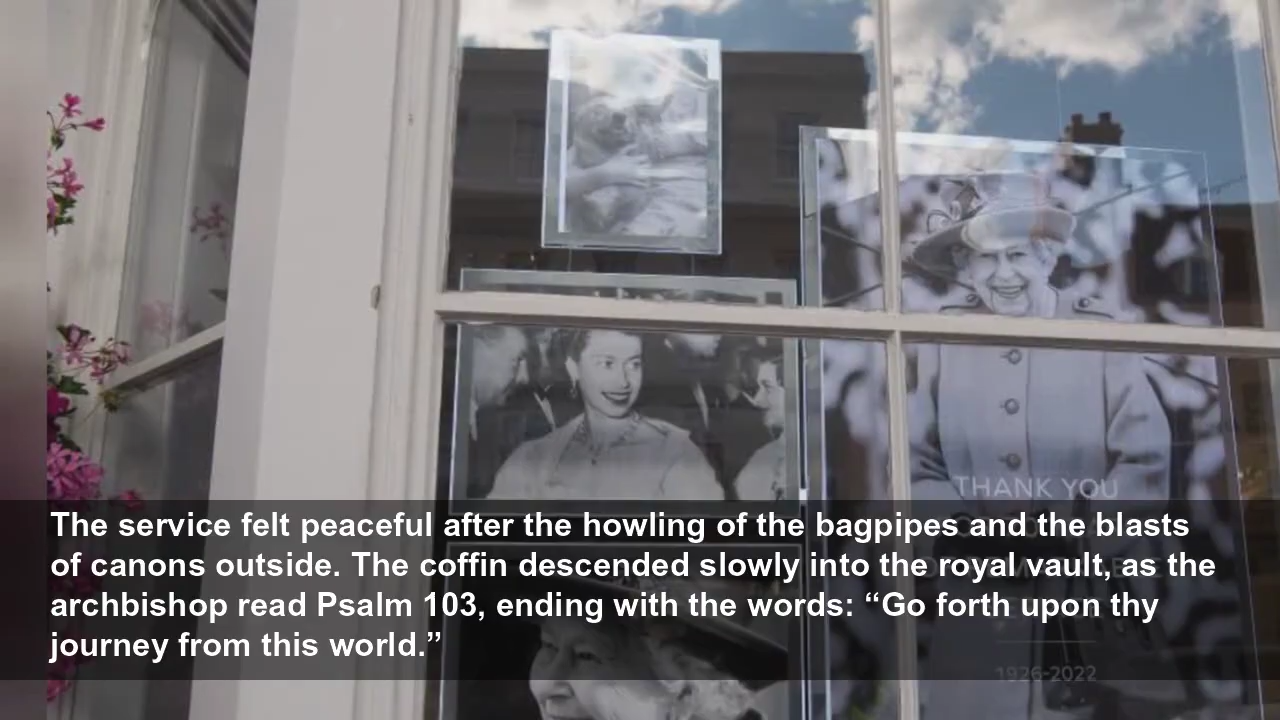 THANK YOU
The service felt peaceful after the howling of the bagpipes and the blasts
of canons outside. The coffin descended slowly into the royal vault, as the
archbishop read Psalm 103, ending with the words: “Go forth upon thy
journey from this world.”
1926-2022